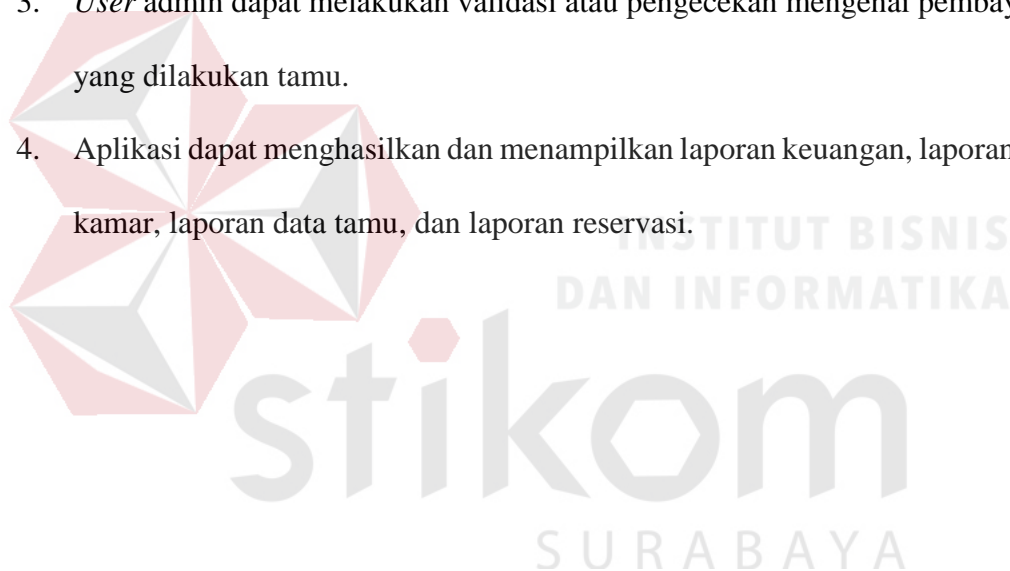 3. User admin dapat melakukan validasi atau pengecekan mengenai
yang dilakukan tamu.
4. Aplikasi dapat menghasilkan dan menampilkan laporan keuangan, laporan
kamar, laporan data tamu, dan laporan reservasi.
INSTITUT BISNIS
DAN INFORMATIKA
stikom
SURABAYA